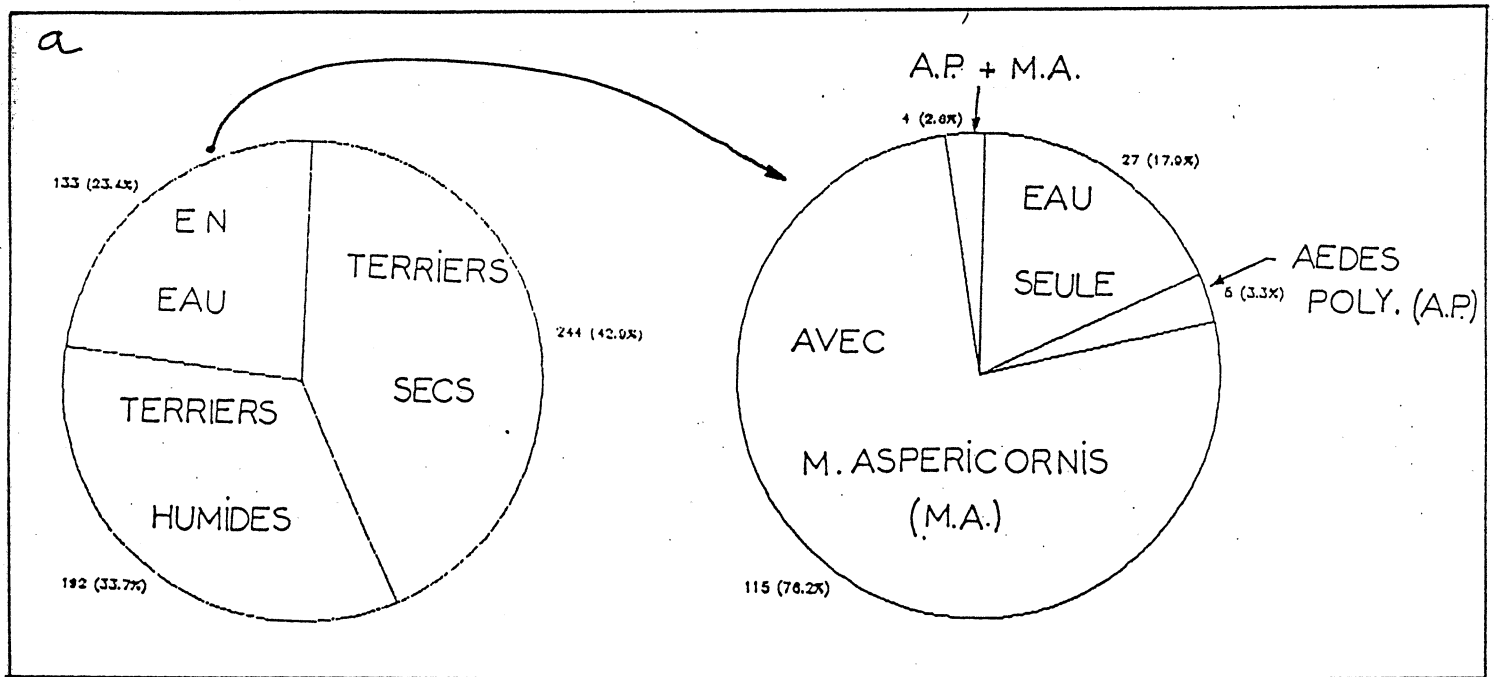 a
133 (23.4%)
EN
EAU
TERRIERS
SECS
244 (42.9%)
TERRIERS
HUMIDES
192 (33.7%)
A.P. + M.A.
4 (2.6%)
27 (17.9%)
EAU
SEULE
AEDES
POLY. (A.P.)
5 (3.3%)
AVEC
M. ASPERICORNIS
(M.A.)
115 (76.2%)